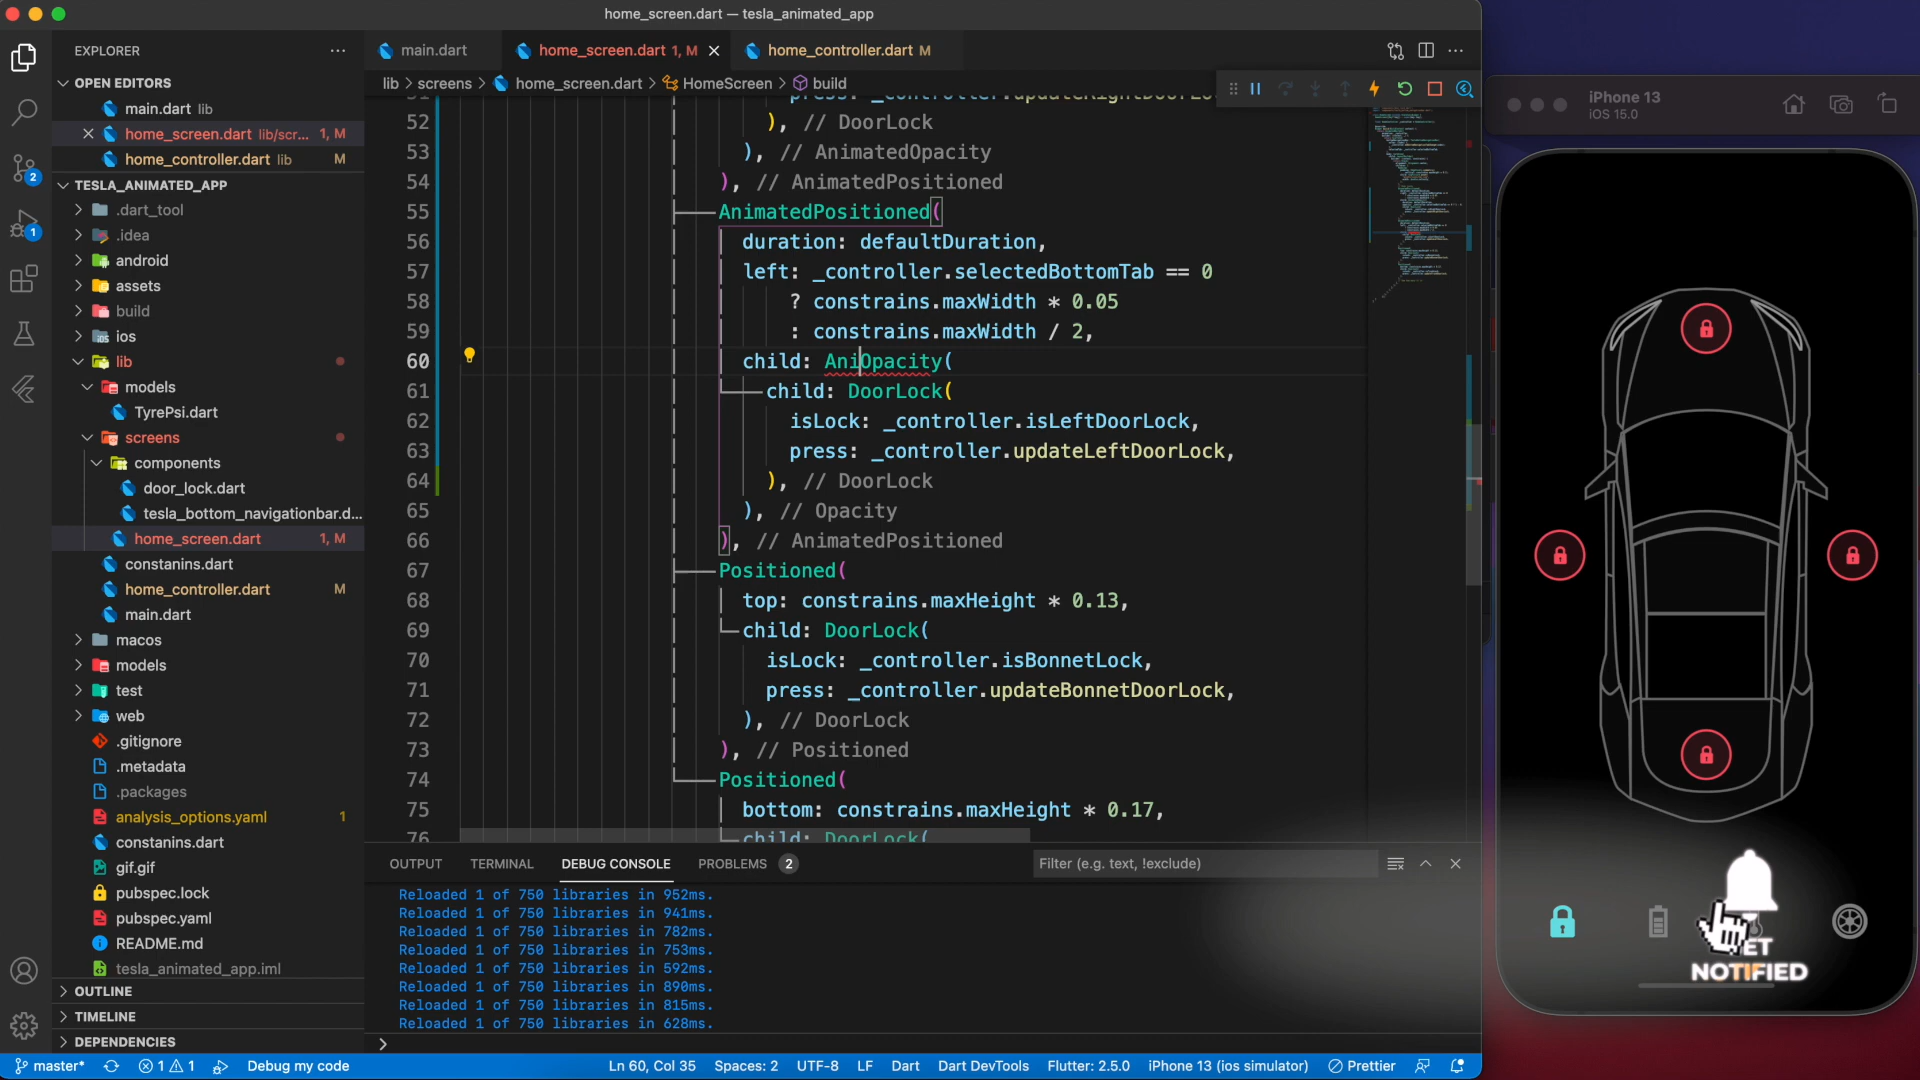 home_screen.dart — tesla_animated_app
iPhone 13
iOS 15.0
EXPLORER
OPEN EDITORS
main.dart lib
home_screen.dart lib/scr... 1, M
home_controller.dart lib M
TESLA_ANIMATED_APP
.dart_tool
.idea
android
assets
build
ios
lib
models
TyrePsi.dart
screens
components
door_lock.dart
tesla_bottom_navigationbar.d...
home_screen.dart 1, M
constanins.dart
home_controller.dart M
main.dart
macos
models
test
web
.gitignore
.metadata
.packages
analysis_options.yaml 1
constanins.dart
gif.gif
pubspec.lock
pubspec.yaml
README.md
tesla_animated_app.iml
OUTLINE
TIMELINE
DEPENDENCIES
2
1
main.dart
home_screen.dart 1, M
home_controller.dart M
lib > screens > home_screen.dart > HomeScreen > build
51 press: _controller.updateRightDoorLo
52 ), // DoorLock
53 ), // AnimatedOpacity
54 ), // AnimatedPositioned
55 AnimatedPositioned(
56 duration: defaultDuration,
57 left: _controller.selectedBottomTab == 0
58 ? constrains.maxWidth * 0.05
59 : constrains.maxWidth / 2,
60 child: AniOpacity(
61 child: DoorLock(
62 isLock: _controller.isLeftDoorLock,
63 press: _controller.updateLeftDoorLock,
64 ), // DoorLock
65 ), // Opacity
66 ), // AnimatedPositioned
67 Positioned(
68 top: constrains.maxHeight * 0.13,
69 child: DoorLock(
70 isLock: _controller.isBonnetLock,
71 press: _controller.updateBonnetDoorLock,
72 ), // DoorLock
73 ), // Positioned
74 Positioned(
75 bottom: constrains.maxHeight * 0.17,
76 child: DoorLock(
OUTPUT TERMINAL DEBUG CONSOLE PROBLEMS 2
Filter (e.g. text, !exclude)
Reloaded 1 of 750 libraries in 952ms.
Reloaded 1 of 750 libraries in 941ms.
Reloaded 1 of 750 libraries in 782ms.
Reloaded 1 of 750 libraries in 753ms.
Reloaded 1 of 750 libraries in 592ms.
Reloaded 1 of 750 libraries in 890ms.
Reloaded 1 of 750 libraries in 815ms.
Reloaded 1 of 750 libraries in 628ms.
>
ET
NOTIFIED
master* 1 1 Debug my code Ln 60, Col 35 Spaces: 2 UTF-8 LF Dart Dart DevTools Flutter: 2.5.0 iPhone 13 (ios simulator) Prettier